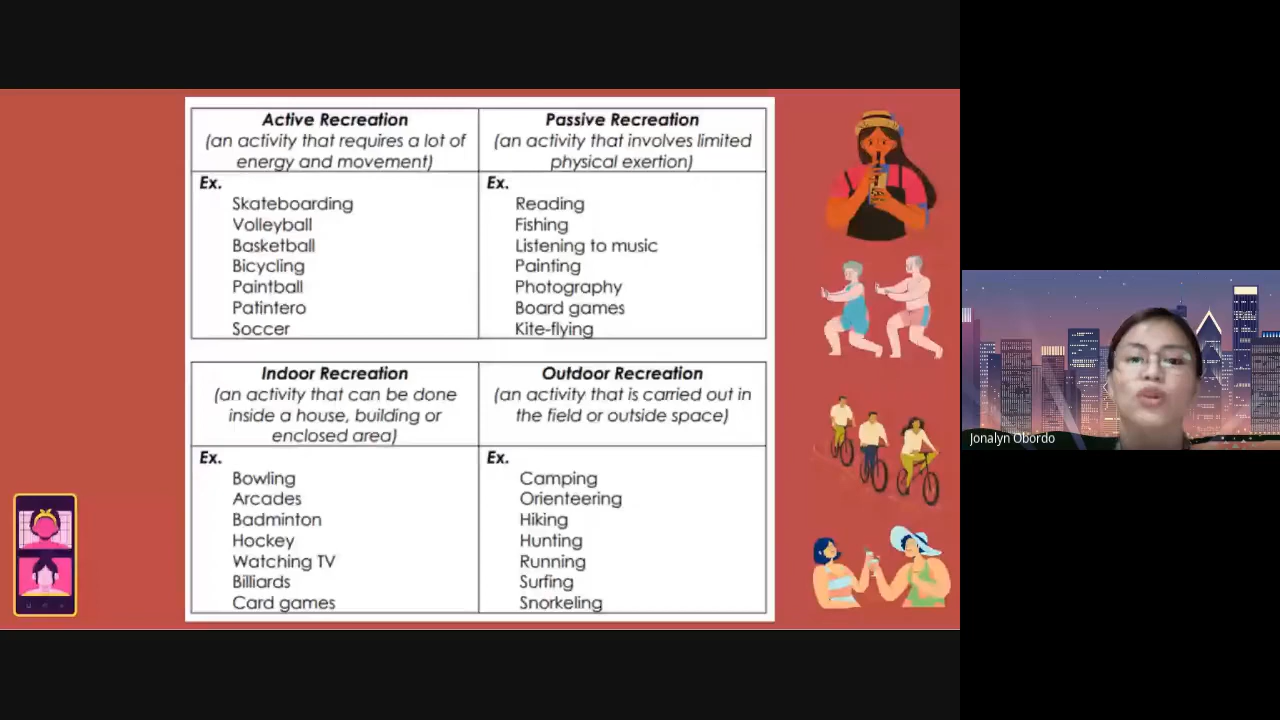 Active Recreation
(an activity that requires a lot of
energy and movement)
Passive Recreation
(an activity that involves limited
physical exertion)
Ex.
Skateboarding
Volleyball
Basketball
Bicycling
Paintball
Patintero
Soccer
Ex.
Reading
Fishing
Listening to music
Painting
Photography
Board games
Kite-flying
Indoor Recreation
(an activity that can be done
inside a house, building or
enclosed area)
Outdoor Recreation
(an activity that is carried out in
the field or outside space)
Ex.
Bowling
Arcades
Badminton
Hockey
Watching TV
Billiards
Card games
Ex.
Camping
Orienteering
Hiking
Hunting
Running
Surfing
Snorkeling
Jonalyn Obordo